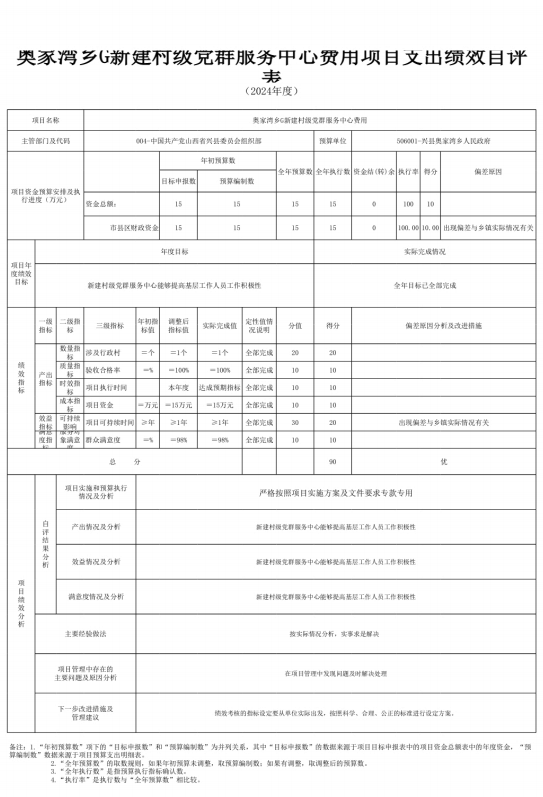 奥家湾乡G新建村级党群服务中心费用项目支出绩效自评
表
（2024年度）
项目名称 奥家湾乡G新建村级党群服务中心费用
主管部门及代码 004-中国共产党山西省兴县委员会组织部 预算单位 506001-兴县奥家湾乡人民政府
项目资金预算安排及执行进度（万元） 年初预算数 全年预算数 全年执行数 资金结(转)余 执行率 得分 偏差原因
目标申报数 预算编制数
资金总额： 15 15 15 15 0 100 10
市县区财政资金 15 15 15 15 0 100.00 10.00 出现偏差与乡镇实际情况有关
项目年度绩效目标 年度目标 实际完成情况
新建村级党群服务中心能够提高基层工作人员工作积极性 全年目标已全部完成
绩效指标 一级指标 二级指标 三级指标 年初指标值 调整后指标值 实际完成值 定性值情况说明 分值 得分 偏差原因分析及改进措施
产出指标 数量指标 涉及行政村 ＝个 ＝1个 ＝1个 全部完成 20 20
质量指标 验收合格率 ＝% ＝100% ＝100% 全部完成 10 10
时效指标 项目执行时间 本年度 达成预期指标 全部完成 10 10
成本指标 项目资金 ＝万元 ＝15万元 ＝15万元 全部完成 10 10
效益指标 可持续影响 项目可持续时间 ≥年 ≥1年 ≥1年 全部完成 30 20 出现偏差与乡镇实际情况有关
满意度指标 服务对象满意度 群众满意度 ＝% ＝98% ＝98% 全部完成 10 10
总 分 90 优
项目绩效分析 自评结果分析 项目实施和预算执行情况及分析 严格按照项目实施方案及文件要求专款专用
产出情况及分析 新建村级党群服务中心能够提高基层工作人员工作积极性
效益情况及分析 新建村级党群服务中心能够提高基层工作人员工作积极性
满意度情况及分析 新建村级党群服务中心能够提高基层工作人员工作积极性
主要经验做法 按实际情况分析，实事求是解决
项目管理中存在的主要问题及原因分析 在项目管理中发现问题及时解决处理
下一步改进措施及管理建议 绩效考核的指标设定要从单位实际出发，按照科学、合理、公正的标准进行设定方案。
备注：1.“年初预算数”项下的“目标申报数”和“预算编制数”为并列关系，其中“目标申报数”的数据来源于项目目标申报表中的项目资金总额表中的年度资金，“预
算编制数”数据来源于项目预算支出明细表。
2.“全年预算数”的取数规则，如果年初预算未调整，取预算编制数；如果有调整，取调整后的预算数。
3.“全年执行数”是指预算执行指标确认数。
4.“执行率”是执行数与“全年预算数”相比较。